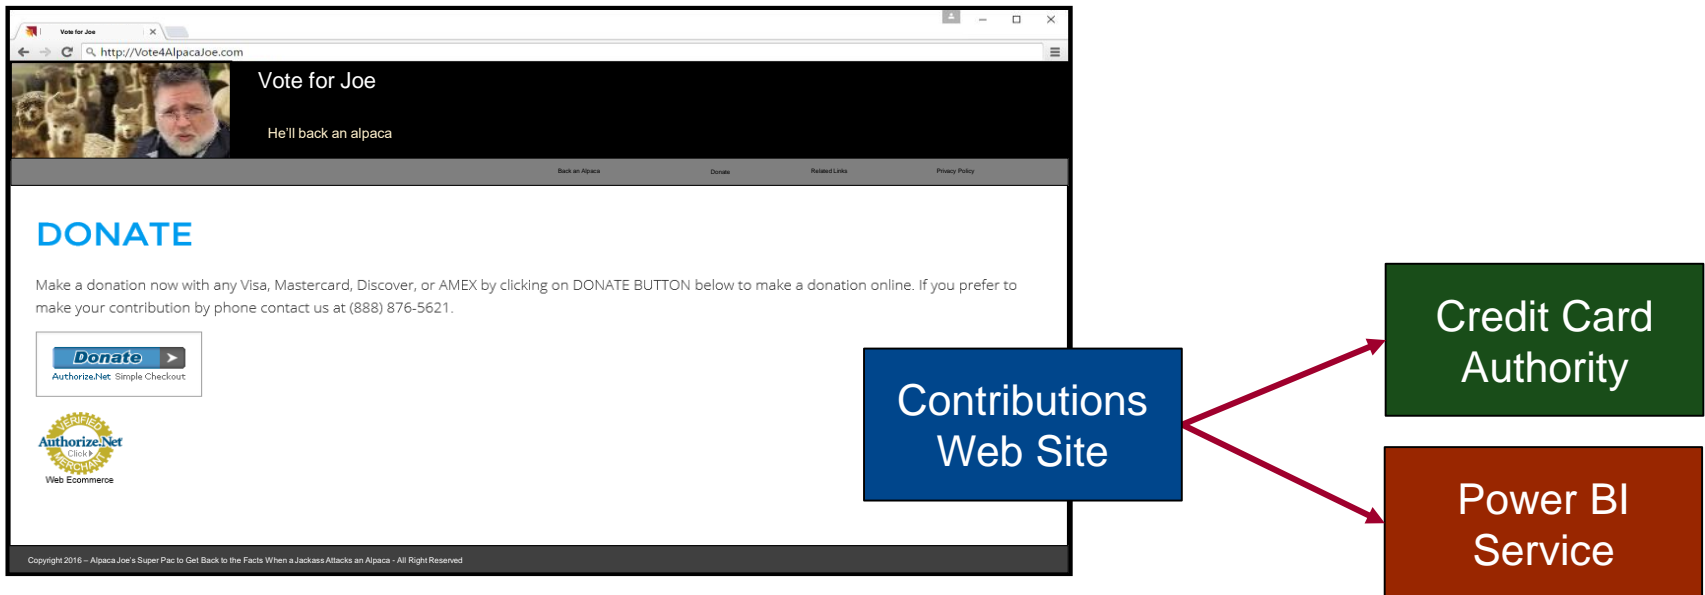 Vote for Joe
http://Vote4AlpacaJoe.com
Vote for Joe
He'll back an alpaca
Back an Alpaca Donate Related Links Privacy Policy
DONATE
Make a donation now with any Visa, Mastercard, Discover, or AMEX by clicking on DONATE BUTTON below to make a donation online. If you prefer to
make your contribution by phone contact us at (888) 876-5621.
Donate
Authorize.Net Simple Checkout
VERIFIED
Authorize.Net
Click
MERCHANT
Web Ecommerce
Copyright 2016 – Alpaca Joe's Super Pac to Get Back to the Facts When a Jackass Attacks an Alpaca - All Right Reserved
Contributions
Web Site
Credit Card
Authority
Power BI
Service